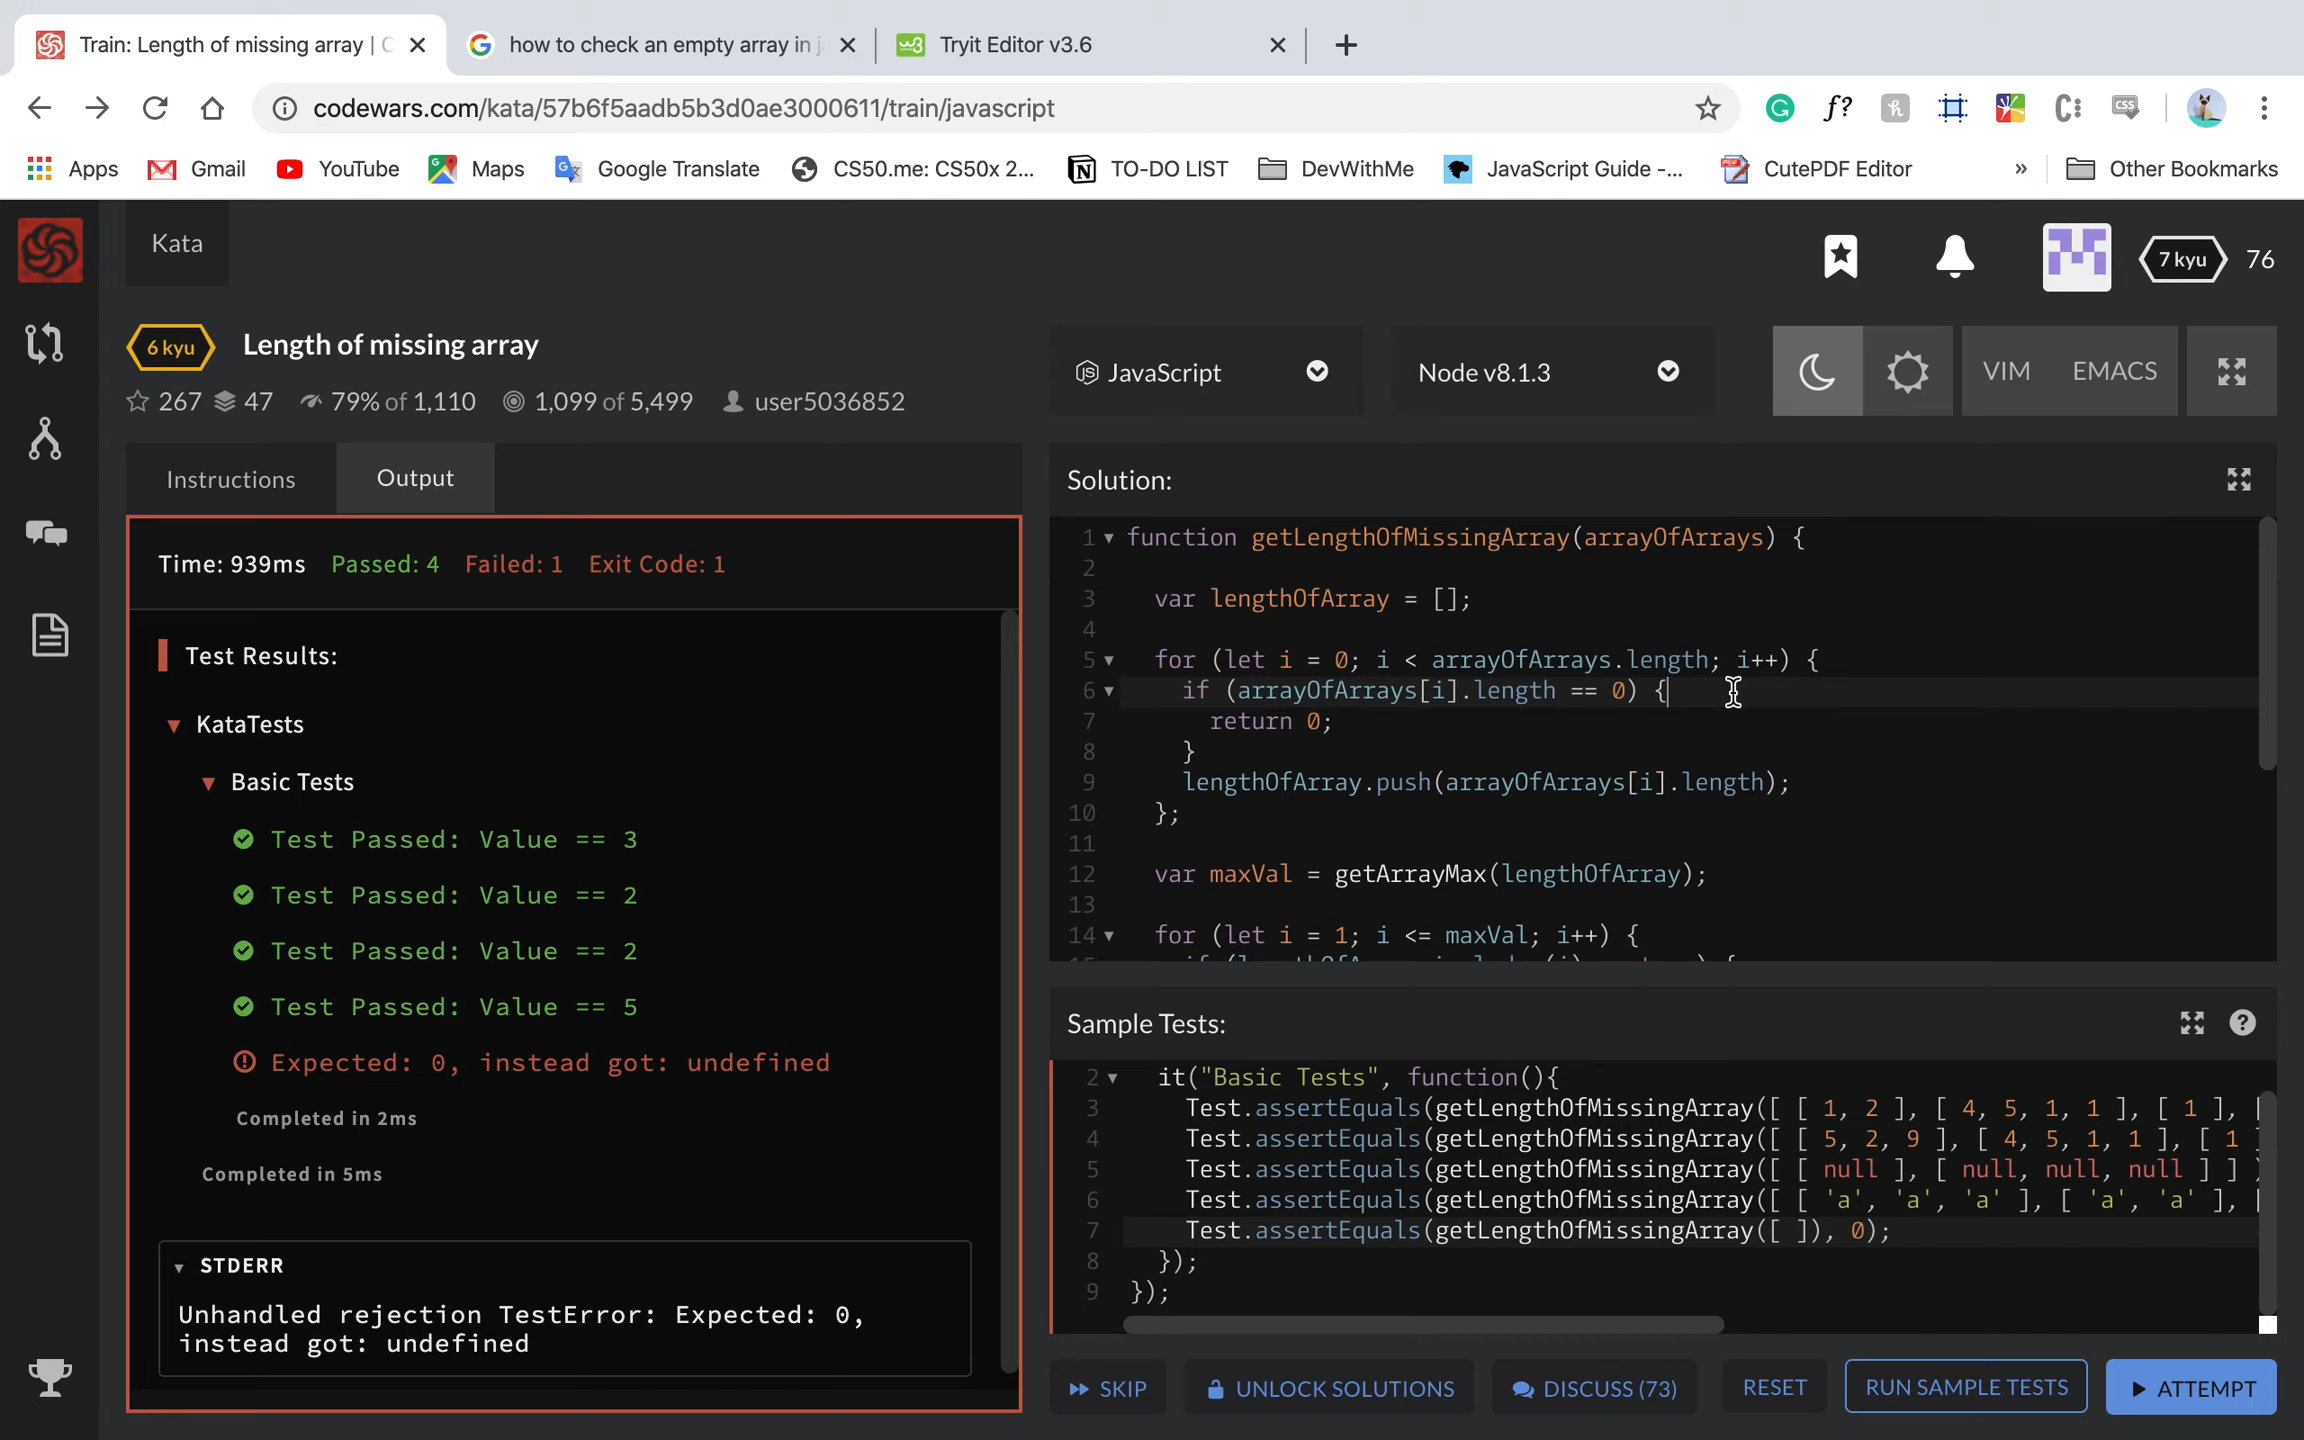 Train: Length of missing array | C
how to check an empty array in j
Tryit Editor v3.6
codewars.com/kata/57b6f5aadb5b3d0ae3000611/train/javascript
Apps
Gmail
YouTube
Maps
Google Translate
CS50.me: CS50x 2...
TO-DO LIST
DevWithMe
JavaScript Guide -...
CutePDF Editor
»
Other Bookmarks
Kata
7 kyu 76
6 kyu Length of missing array
267 47 79% of 1,110 1,099 of 5,499 user5036852
JavaScript
Node v8.1.3
VIM EMACS
Instructions
Output
Time: 939ms Passed: 4 Failed: 1 Exit Code: 1
Test Results:
KataTests
Basic Tests
Test Passed: Value == 3
Test Passed: Value == 2
Test Passed: Value == 2
Test Passed: Value == 5
Expected: 0, instead got: undefined
Completed in 2ms
Completed in 5ms
STDERR
Unhandled rejection TestError: Expected: 0,
instead got: undefined
Solution:
1 function getLengthOfMissingArray(arrayOfArrays) {
2
3 var lengthOfArray = [];
4
5 for (let i = 0; i < arrayOfArrays.length; i++) {
6 if (arrayOfArrays[i].length == 0) {
7 return 0;
8 }
9 lengthOfArray.push(arrayOfArrays[i].length);
10 };
11
12 var maxVal = getArrayMax(lengthOfArray);
13
14 for (let i = 1; i <= maxVal; i++) {
Sample Tests:
2 it("Basic Tests", function(){
3 Test.assertEquals(getLengthOfMissingArray([ [ 1, 2 ], [ 4, 5, 1, 1 ], [ 1 ], [
4 Test.assertEquals(getLengthOfMissingArray([ [ 5, 2, 9 ], [ 4, 5, 1, 1 ], [ 1 ]
5 Test.assertEquals(getLengthOfMissingArray([ [ null ], [ null, null, null ] ]
6 Test.assertEquals(getLengthOfMissingArray([ [ 'a', 'a', 'a' ], [ 'a', 'a' ], [
7 Test.assertEquals(getLengthOfMissingArray([ ]), 0);
8 });
9 });
SKIP
UNLOCK SOLUTIONS
DISCUSS (73)
RESET
RUN SAMPLE TESTS
ATTEMPT